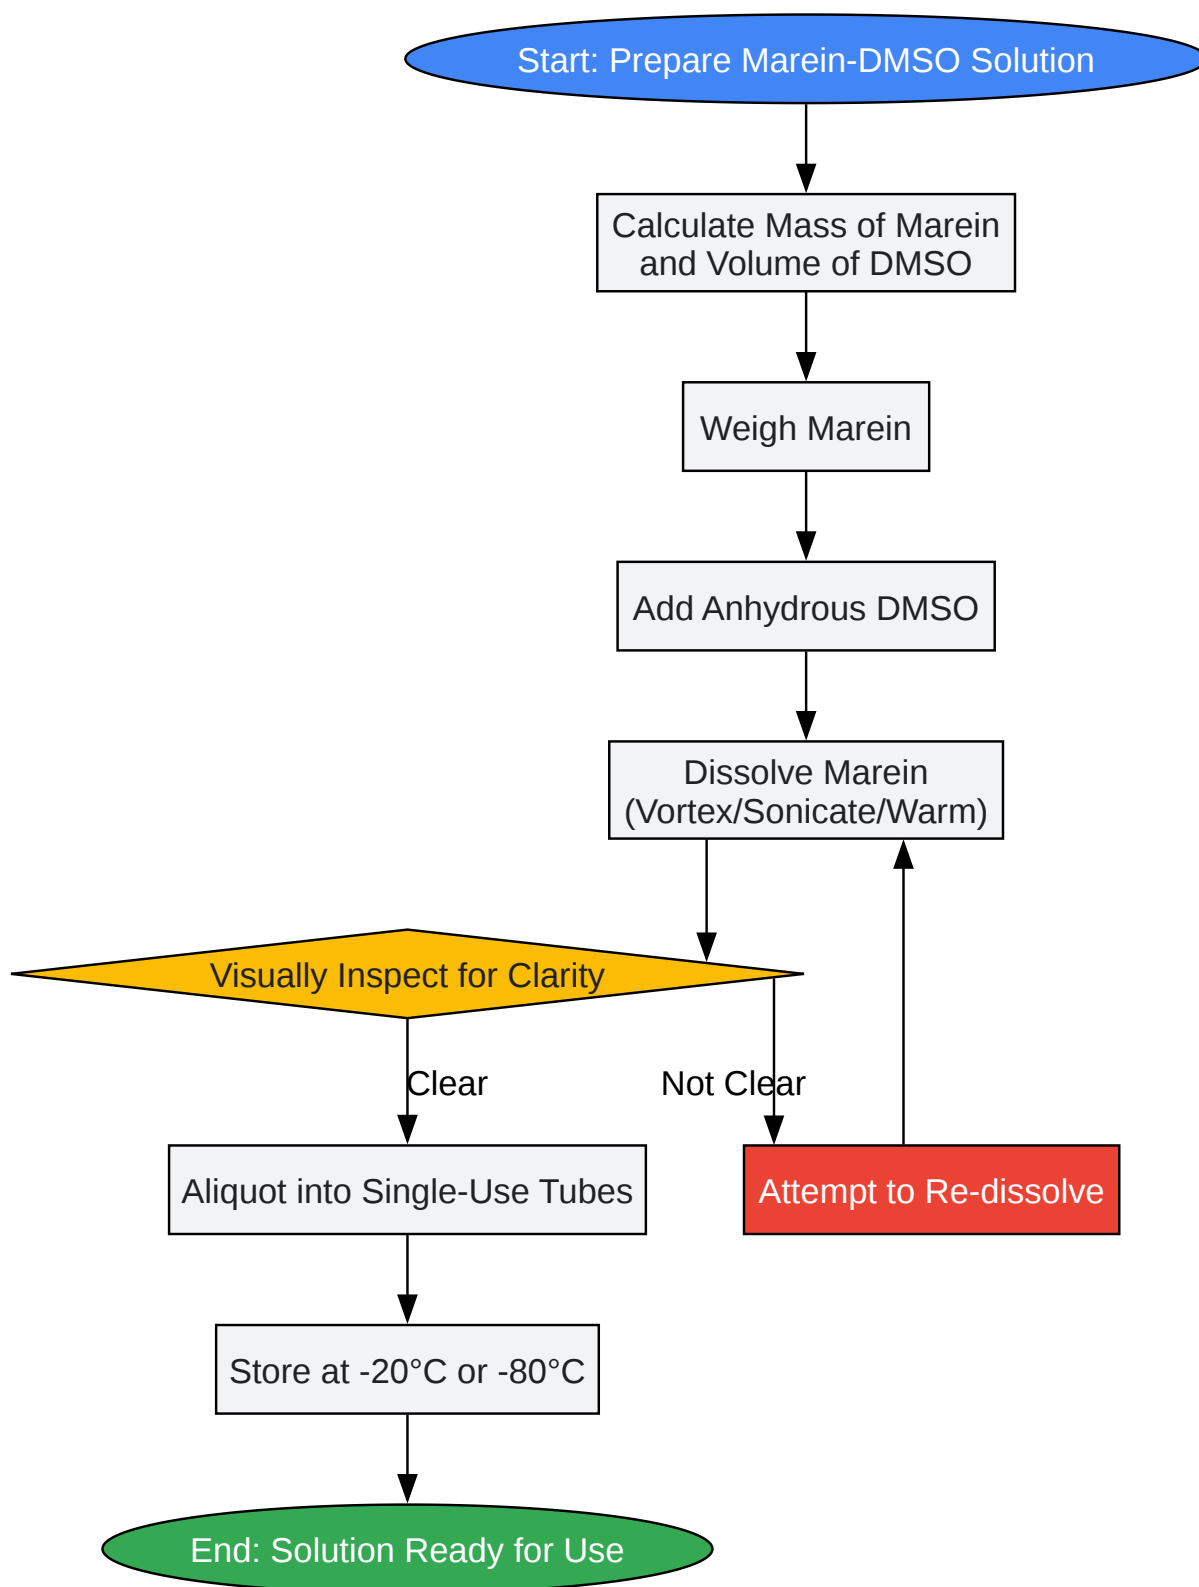 Start: Prepare Marein-DMSO Solution
Calculate Mass of Marein
and Volume of DMSO
Weigh Marein
Add Anhydrous DMSO
Dissolve Marein
(Vortex/Sonicate/Warm)
Visually Inspect for Clarity
Clear
Not Clear
Aliquot into Single-Use Tubes
Attempt to Re-dissolve
Store at -20°C or -80°C
End: Solution Ready for Use